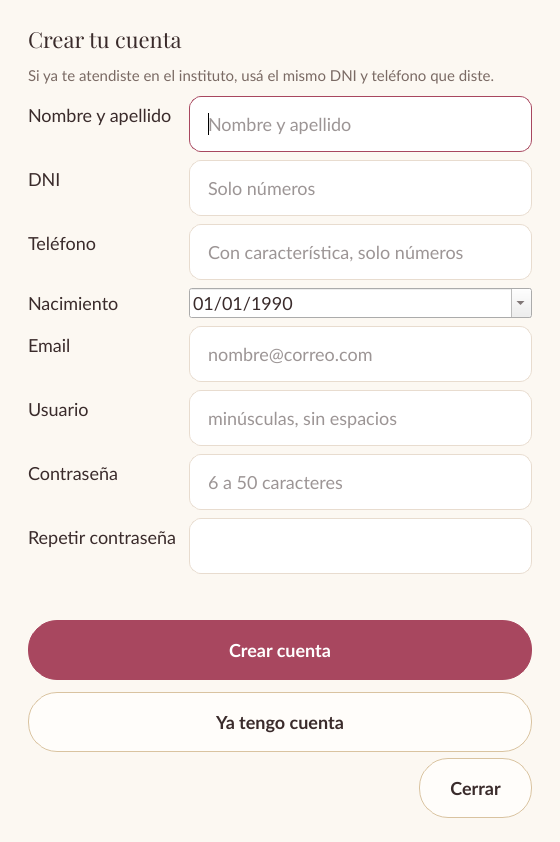 Crear tu cuenta
Si ya te atendiste en el instituto, usá el mismo DNI y teléfono que diste.
Nombre y apellido Nombre y apellido
DNI Solo números
Teléfono Con característica, solo números
Nacimiento 01/01/1990
Email nombre@correo.com
Usuario minúsculas, sin espacios
Contraseña 6 a 50 caracteres
Repetir contraseña
Crear cuenta
Ya tengo cuenta
Cerrar